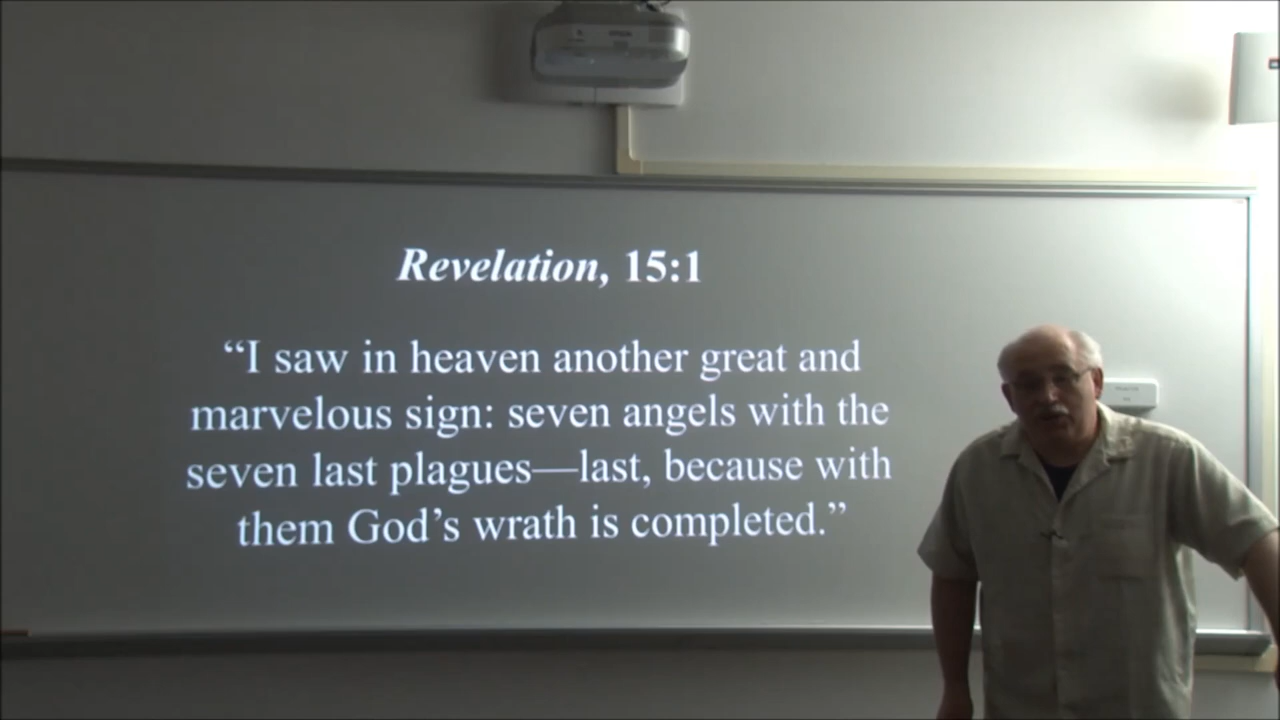 Revelation, 15:1
“I saw in heaven another great and
marvelous sign: seven angels with the
seven last plagues—last, because with
them God’s wrath is completed.”